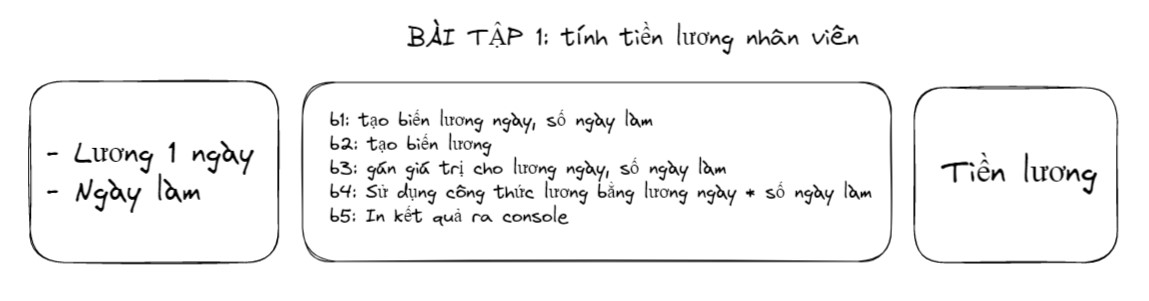 BÀI TẬP 1: tính tiền lương nhân viên
- Lương 1 ngày
- Ngày làm
b1: tạo biến lương ngày, số ngày làm
b2: tạo biến lương
b3: gán giá trị cho lương ngày, số ngày làm
b4: Sử dụng công thức lương bằng lương ngày * số ngày làm
b5: In kết quả ra console
Tiền lương